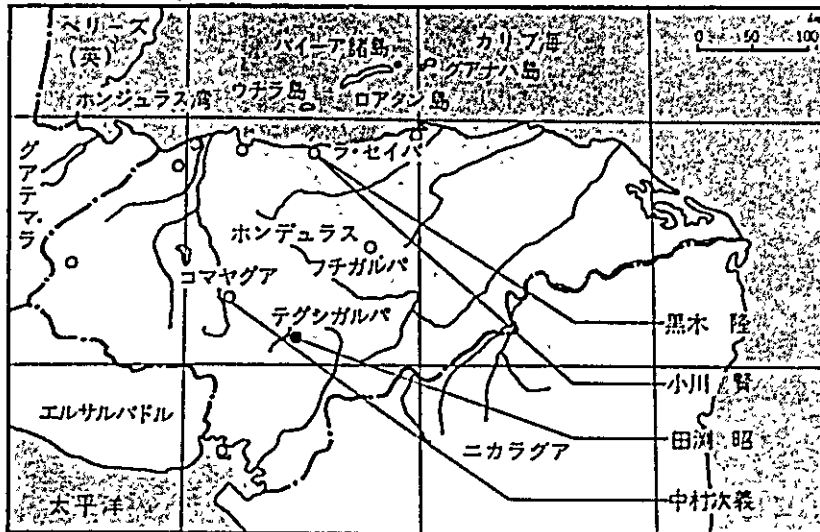 ベリーズ
(英)
バイーア諸島
カリブ海
0 50 100
グアナハ島
ホンジュラス湾
ウチラ島
ロアタン島
グアテマラ
ラ・セイバ
ホンデュラス
コマヤグア
フチガルパ
テグシガルパ
黒木 隆
小川 賢
エルサルバドル
田渕 昭
ニカラグア
太平洋
中村次義